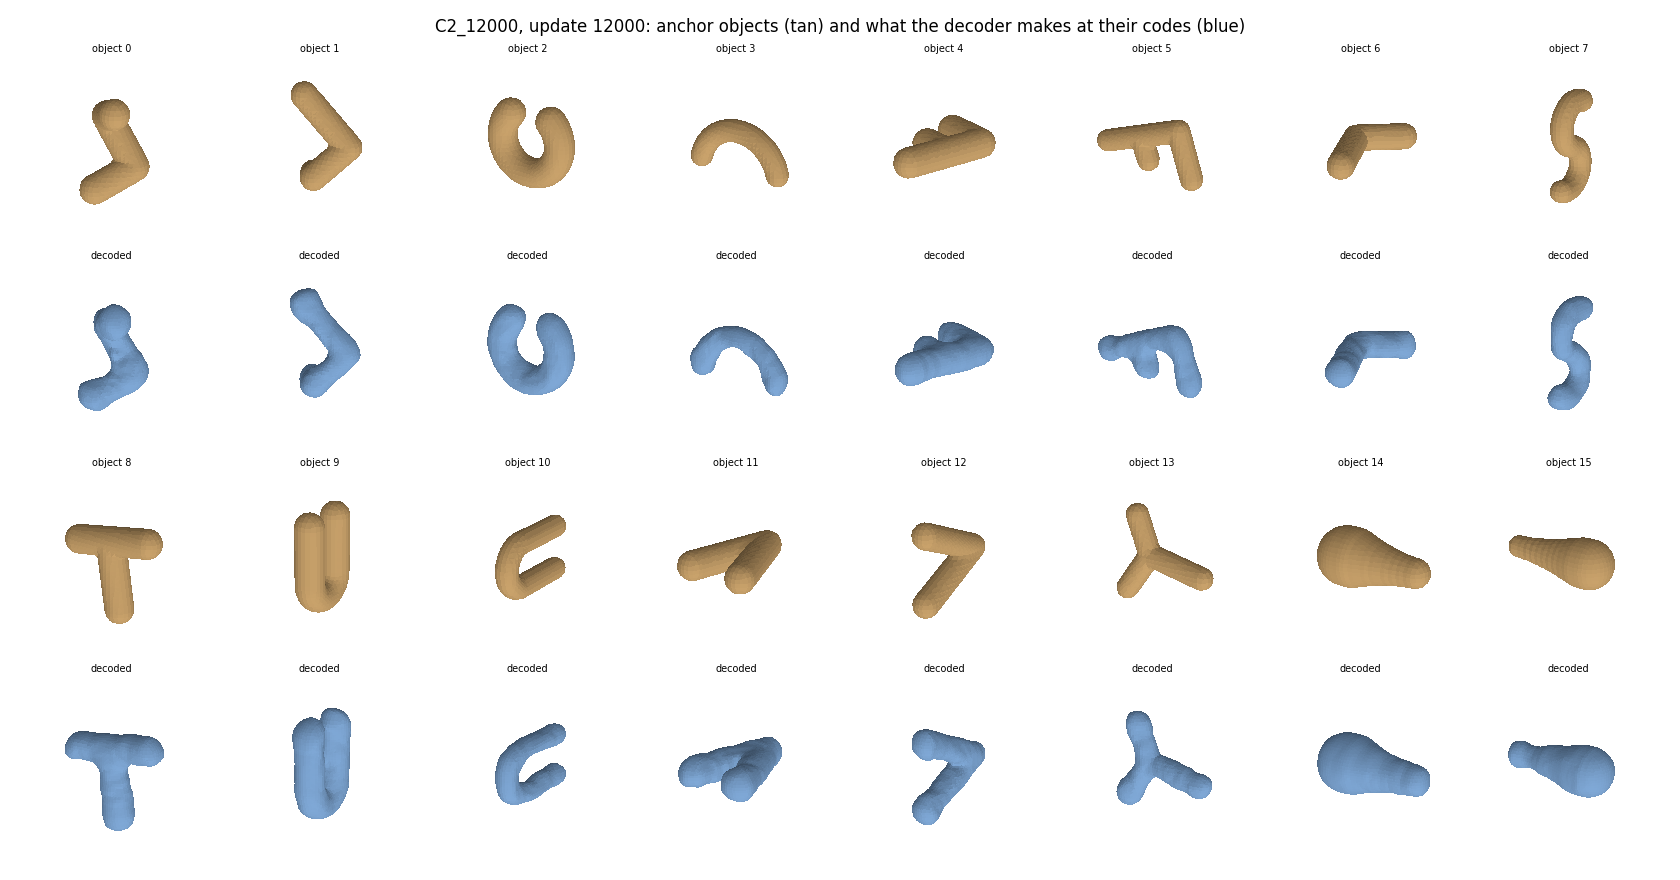 C2_12000, update 12000: anchor objects (tan) and what the decoder makes at their codes (blue)
object 0 object 1 object 2 object 3 object 4 object 5 object 6 object 7
decoded decoded decoded decoded decoded decoded decoded decoded
object 8 object 9 object 10 object 11 object 12 object 13 object 14 object 15
decoded decoded decoded decoded decoded decoded decoded decoded